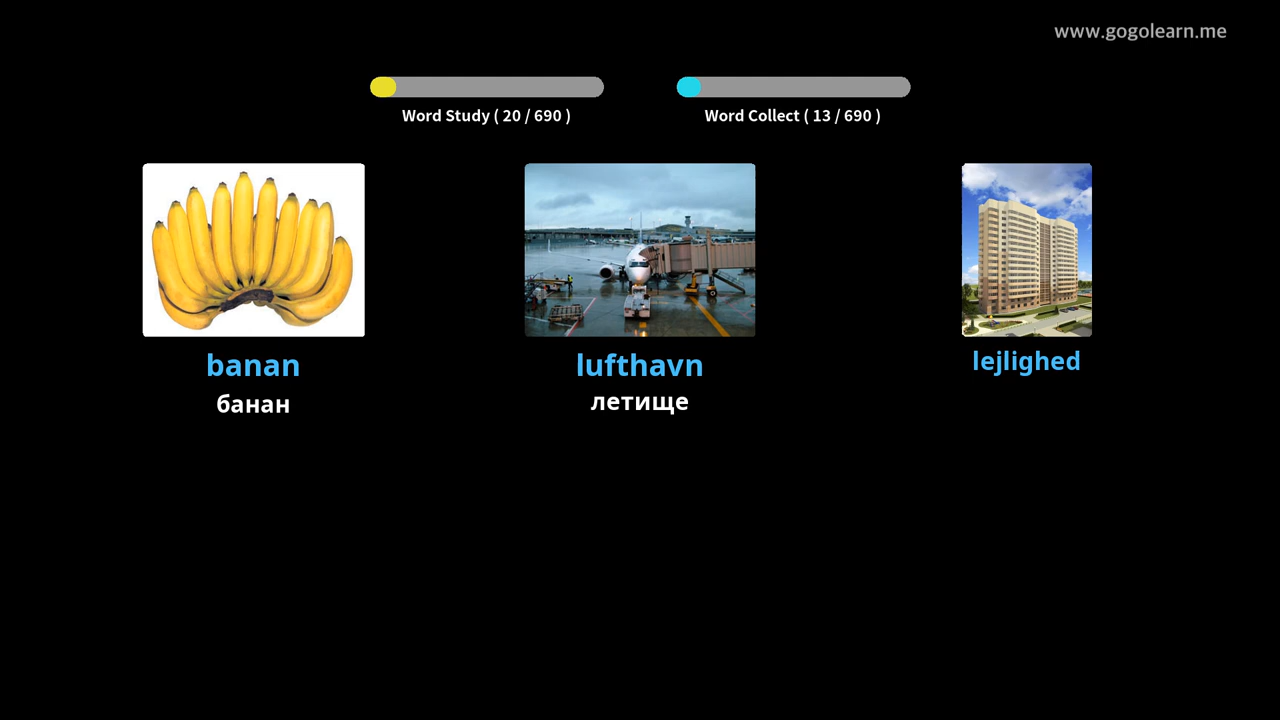 www.gogolearn.me
Word Study ( 20 / 690 )
Word Collect ( 13 / 690 )
banan
банан
lufthavn
летище
lejlighed